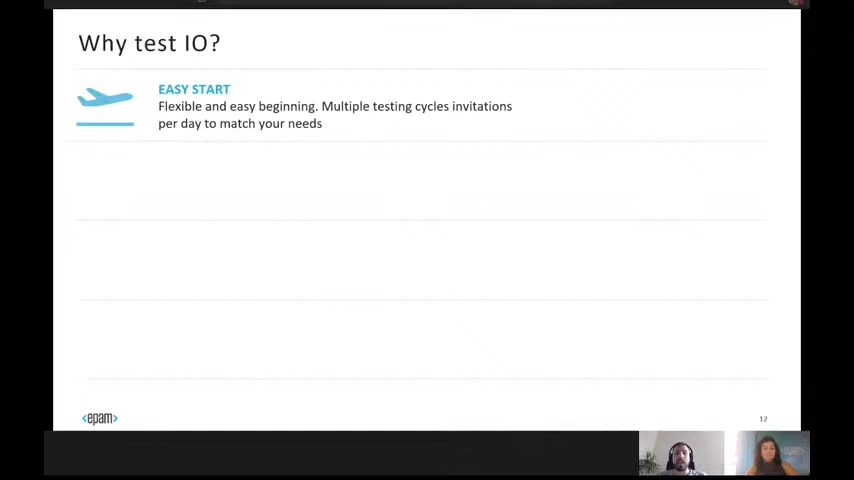 Why test IO?
EASY START
Flexible and easy beginning. Multiple testing cycles invitations
per day to match your needs
<epam>
12
epam